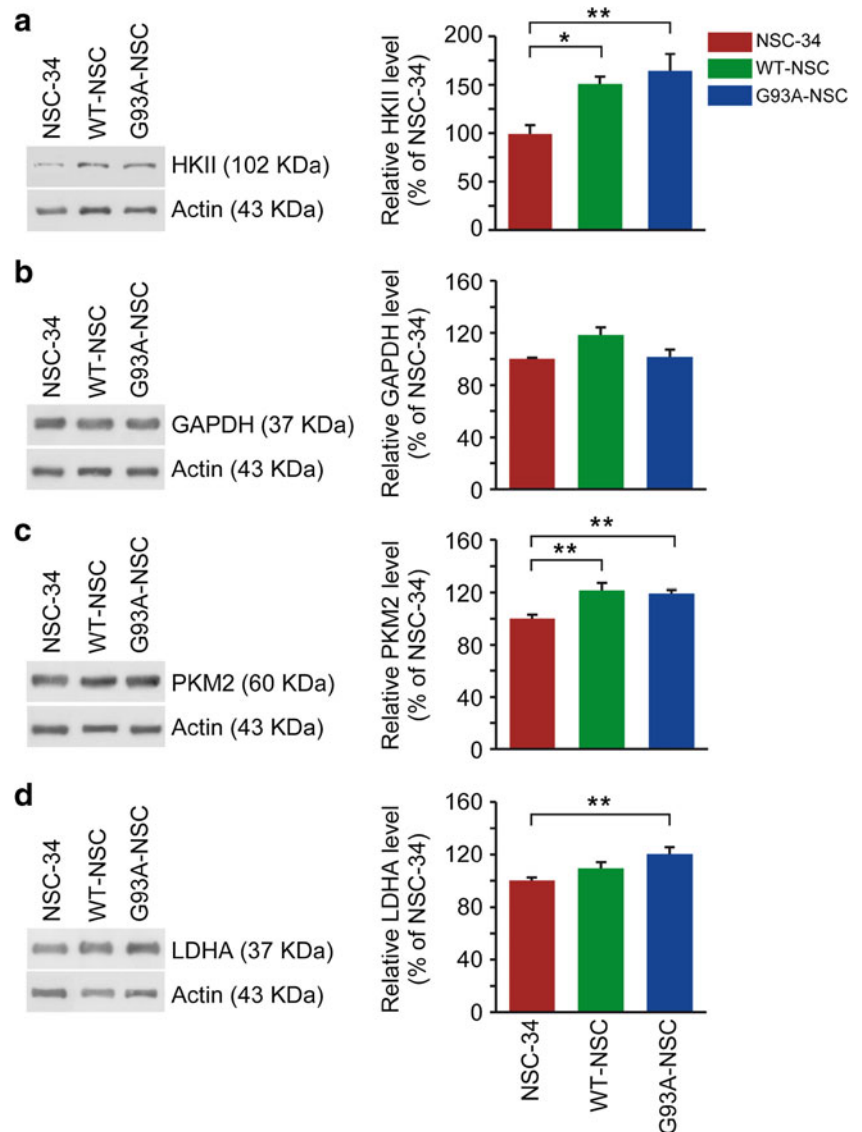 a
NSC-34
WT-NSC
G93A-NSC
HKII (102 KDa)
Actin (43 KDa)
Relative HKII level
(% of NSC-34)
200
150
100
50
0
*
**
NSC-34
WT-NSC
G93A-NSC
b
NSC-34
WT-NSC
G93A-NSC
GAPDH (37 KDa)
Actin (43 KDa)
Relative GAPDH level
(% of NSC-34)
160
120
80
40
0
c
NSC-34
WT-NSC
G93A-NSC
PKM2 (60 KDa)
Actin (43 KDa)
Relative PKM2 level
(% of NSC-34)
160
120
80
40
0
**
**
d
NSC-34
WT-NSC
G93A-NSC
LDHA (37 KDa)
Actin (43 KDa)
Relative LDHA level
(% of NSC-34)
160
120
80
40
0
**
NSC-34
WT-NSC
G93A-NSC